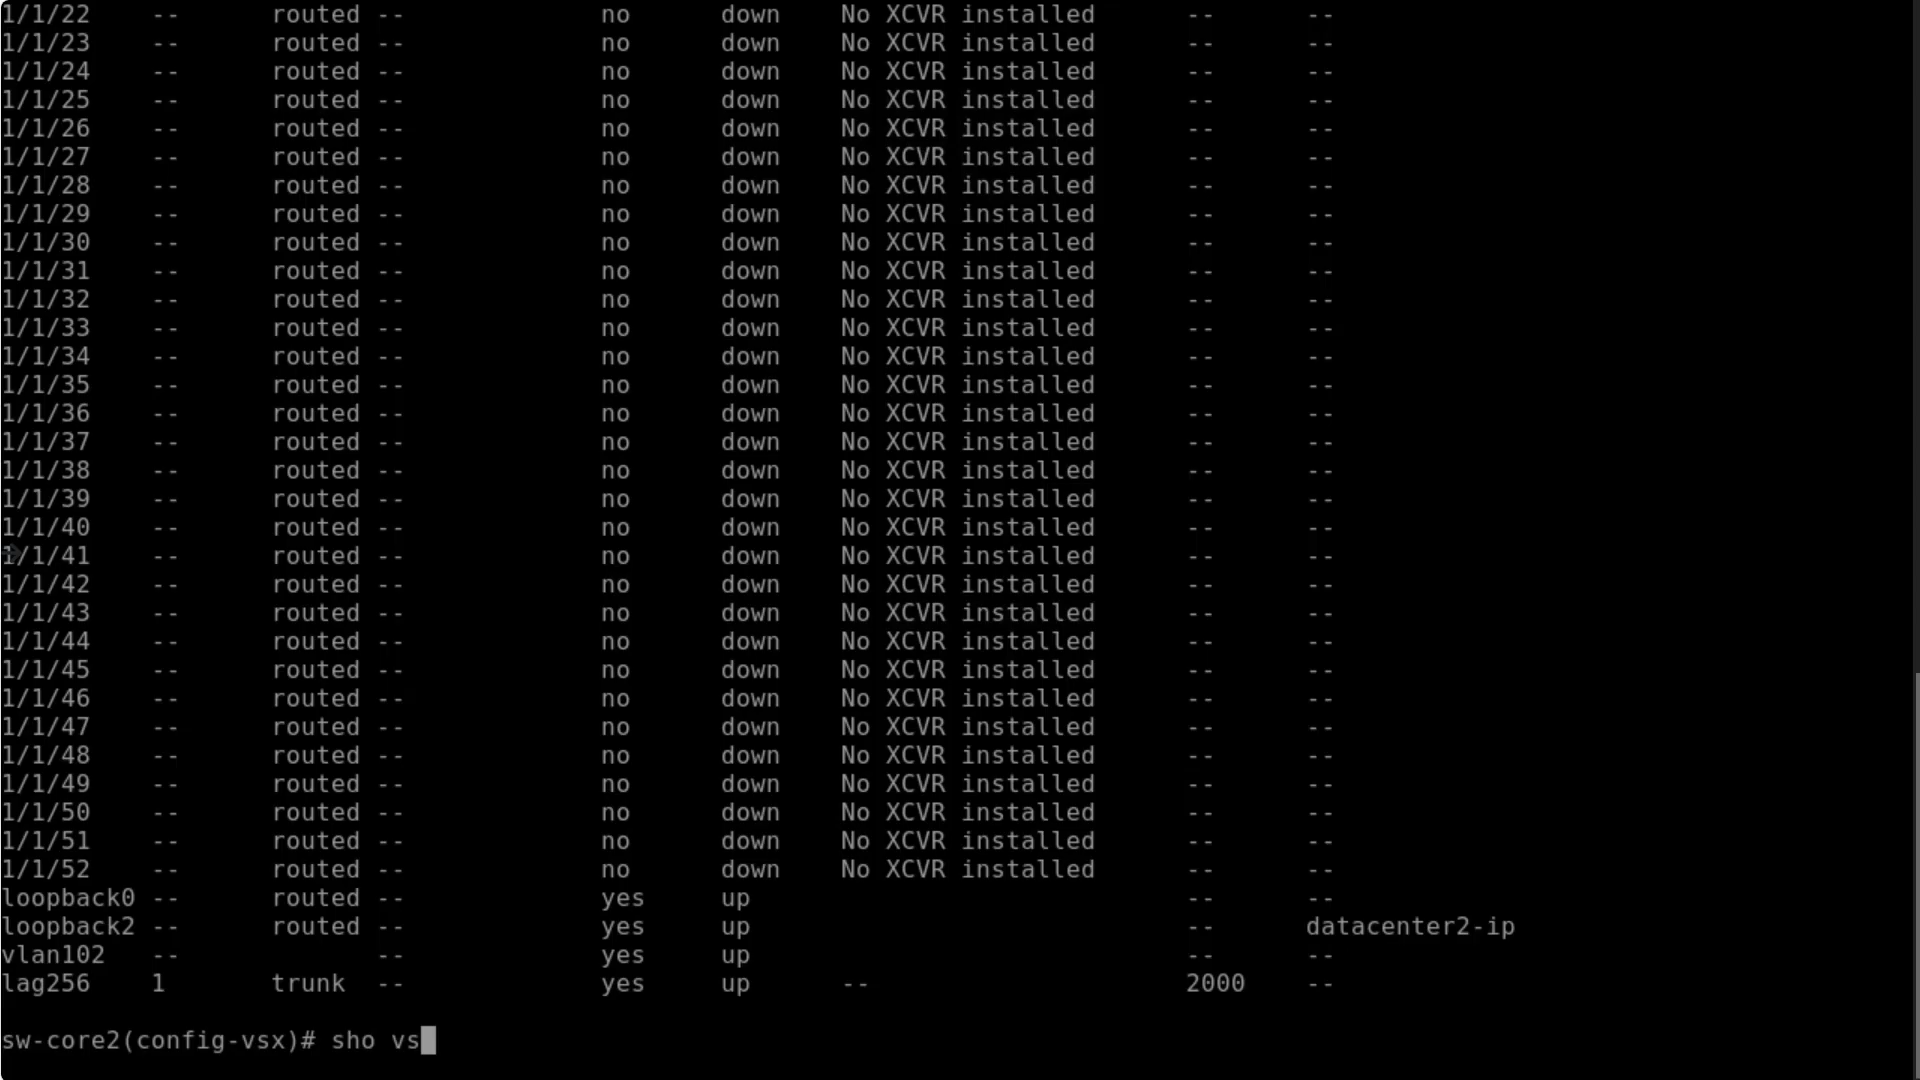 1/1/22    --      routed --             no      down    No XCVR installed      --      --
1/1/23    --      routed --             no      down    No XCVR installed      --      --
1/1/24    --      routed --             no      down    No XCVR installed      --      --
1/1/25    --      routed --             no      down    No XCVR installed      --      --
1/1/26    --      routed --             no      down    No XCVR installed      --      --
1/1/27    --      routed --             no      down    No XCVR installed      --      --
1/1/28    --      routed --             no      down    No XCVR installed      --      --
1/1/29    --      routed --             no      down    No XCVR installed      --      --
1/1/30    --      routed --             no      down    No XCVR installed      --      --
1/1/31    --      routed --             no      down    No XCVR installed      --      --
1/1/32    --      routed --             no      down    No XCVR installed      --      --
1/1/33    --      routed --             no      down    No XCVR installed      --      --
1/1/34    --      routed --             no      down    No XCVR installed      --      --
1/1/35    --      routed --             no      down    No XCVR installed      --      --
1/1/36    --      routed --             no      down    No XCVR installed      --      --
1/1/37    --      routed --             no      down    No XCVR installed      --      --
1/1/38    --      routed --             no      down    No XCVR installed      --      --
1/1/39    --      routed --             no      down    No XCVR installed      --      --
1/1/40    --      routed --             no      down    No XCVR installed      --      --
1/1/41    --      routed --             no      down    No XCVR installed      --      --
1/1/42    --      routed --             no      down    No XCVR installed      --      --
1/1/43    --      routed --             no      down    No XCVR installed      --      --
1/1/44    --      routed --             no      down    No XCVR installed      --      --
1/1/45    --      routed --             no      down    No XCVR installed      --      --
1/1/46    --      routed --             no      down    No XCVR installed      --      --
1/1/47    --      routed --             no      down    No XCVR installed      --      --
1/1/48    --      routed --             no      down    No XCVR installed      --      --
1/1/49    --      routed --             no      down    No XCVR installed      --      --
1/1/50    --      routed --             no      down    No XCVR installed      --      --
1/1/51    --      routed --             no      down    No XCVR installed      --      --
1/1/52    --      routed --             no      down    No XCVR installed      --      --
loopback0 --      routed --             yes     up                             --      --
loopback2 --      routed --             yes     up                             --      datacenter2-ip
vlan102   --             --             yes     up                             --      --
lag256    1       trunk  --             yes     up      --                     2000    --
sw-core2(config-vsx)# sho vs